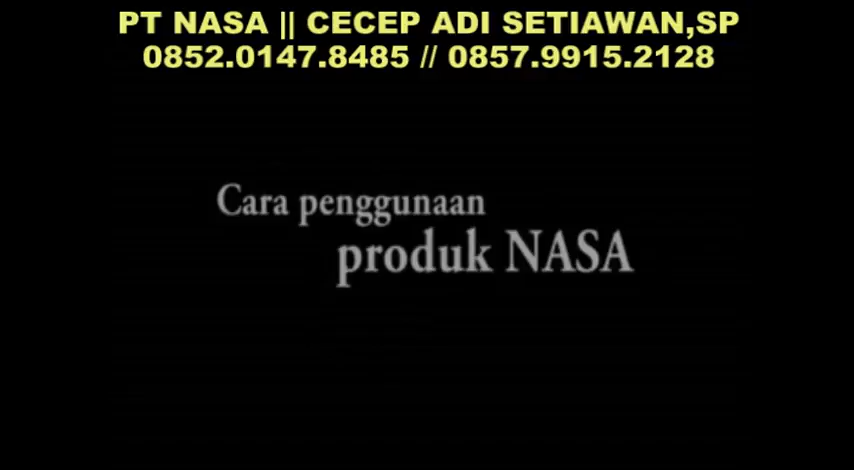 PT NASA || CECEP ADI SETIAWAN,SP
0852.0147.8485 // 0857.9915.2128
Cara penggunaan
produk NASA